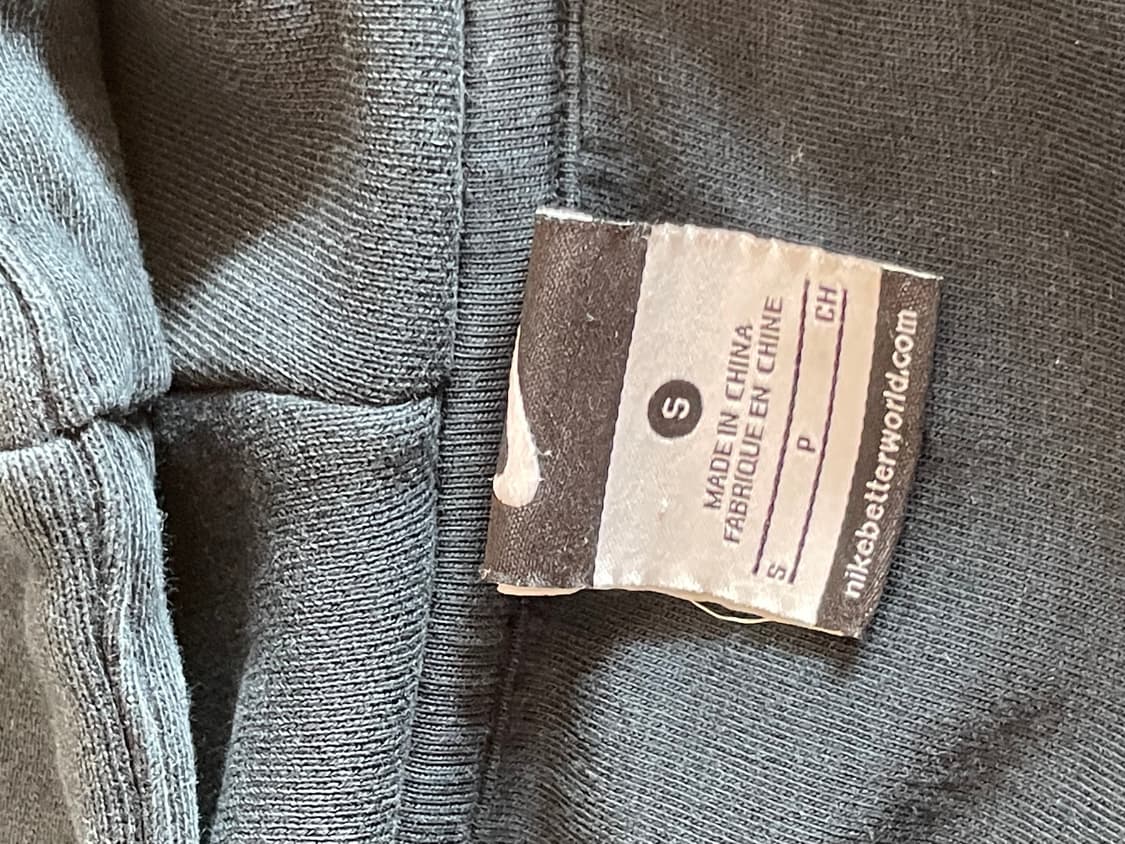 S
MADE IN CHINA
FABRIQUE EN CHINE
S P CH
nikebetterworld.com